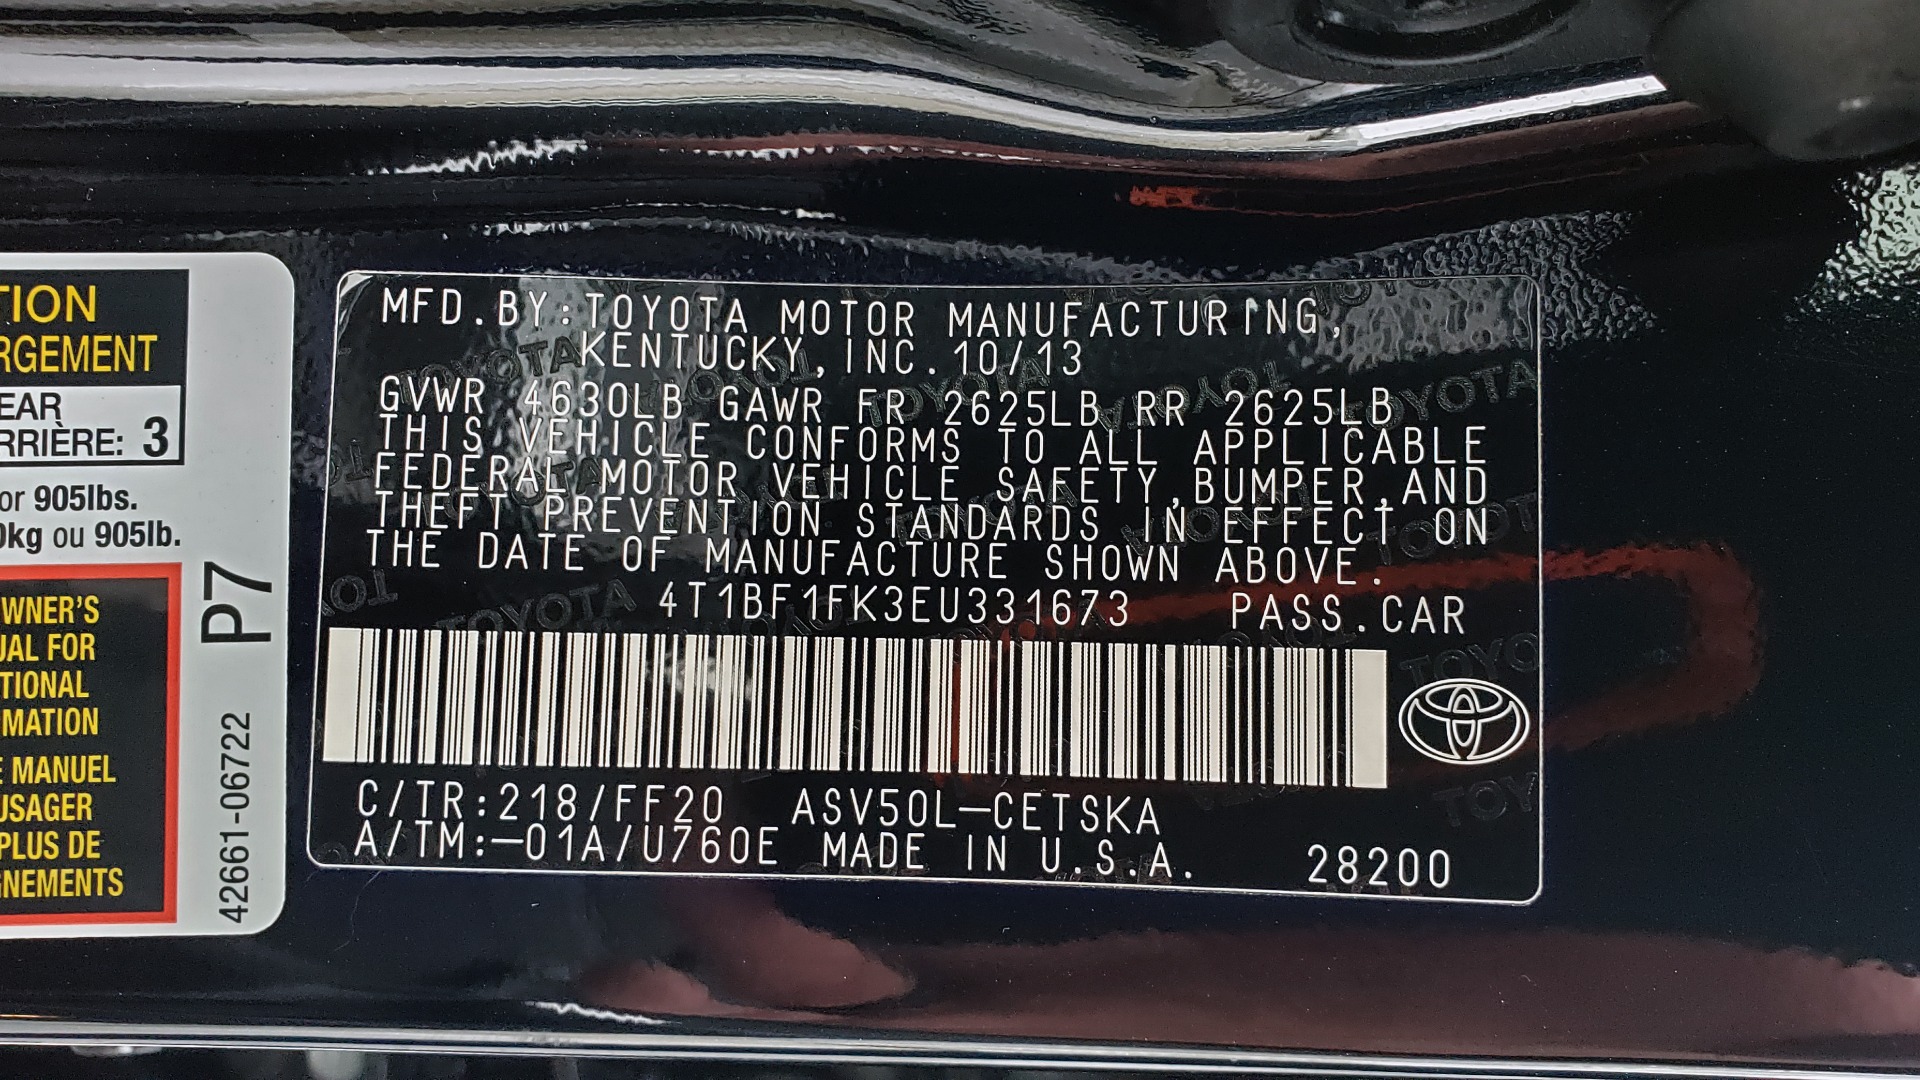 TION
RGEMENT
EAR
RRIÈRE: 3
or 905lbs.
0kg ou 905lb.
WNER'S
UAL FOR
TIONAL
MATION
E MANUEL
USAGER
PLUS DE
GNEMENTS
P7
42661-06722
MFD.BY:TOYOTA MOTOR MANUFACTURING,
KENTUCKY,INC.10/13
GVWR 4630LB GAWR FR 2625LB RR 2625LB
THIS VEHICLE CONFORMS TO ALL APPLICABLE
FEDERAL MOTOR VEHICLE SAFETY,BUMPER,AND
THEFT PREVENTION STANDARDS IN EFFECT ON
THE DATE OF MANUFACTURE SHOWN ABOVE.
4T1BF1FK3EU331673 PASS.CAR
C/TR:218/FF20 ASV50L-CETSKA
A/TM:-01A/U760E MADE IN U.S.A. 28200